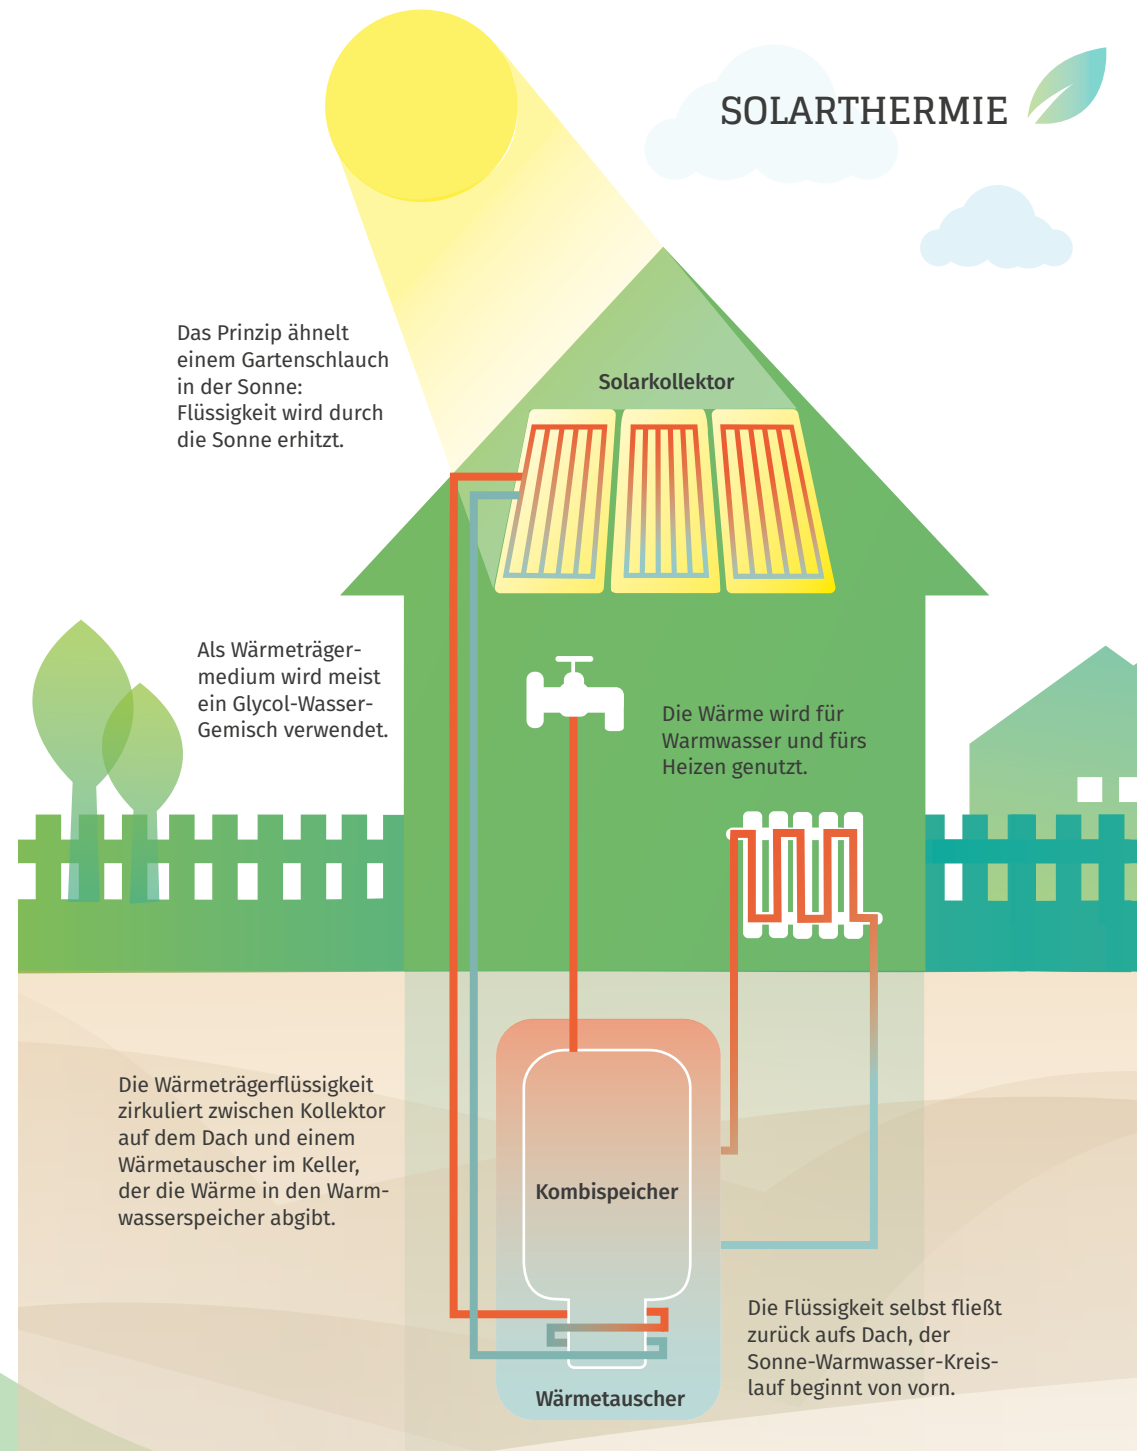 SOLARTHERMIE
Das Prinzip ähnelt
einem Gartenschlauch
in der Sonne:
Flüssigkeit wird durch
die Sonne erhitzt.
Solarkollektor
Als Wärmeträger-
medium wird meist
ein Glycol-Wasser-
Gemisch verwendet.
Die Wärme wird für
Warmwasser und fürs
Heizen genutzt.
Die Wärmeträgerflüssigkeit
zirkuliert zwischen Kollektor
auf dem Dach und einem
Wärmetauscher im Keller,
der die Wärme in den Warm-
wasserspeicher abgibt.
Kombispeicher
Die Flüssigkeit selbst fließt
zurück aufs Dach, der
Sonne-Warmwasser-Kreis-
lauf beginnt von vorn.
Wärmetauscher